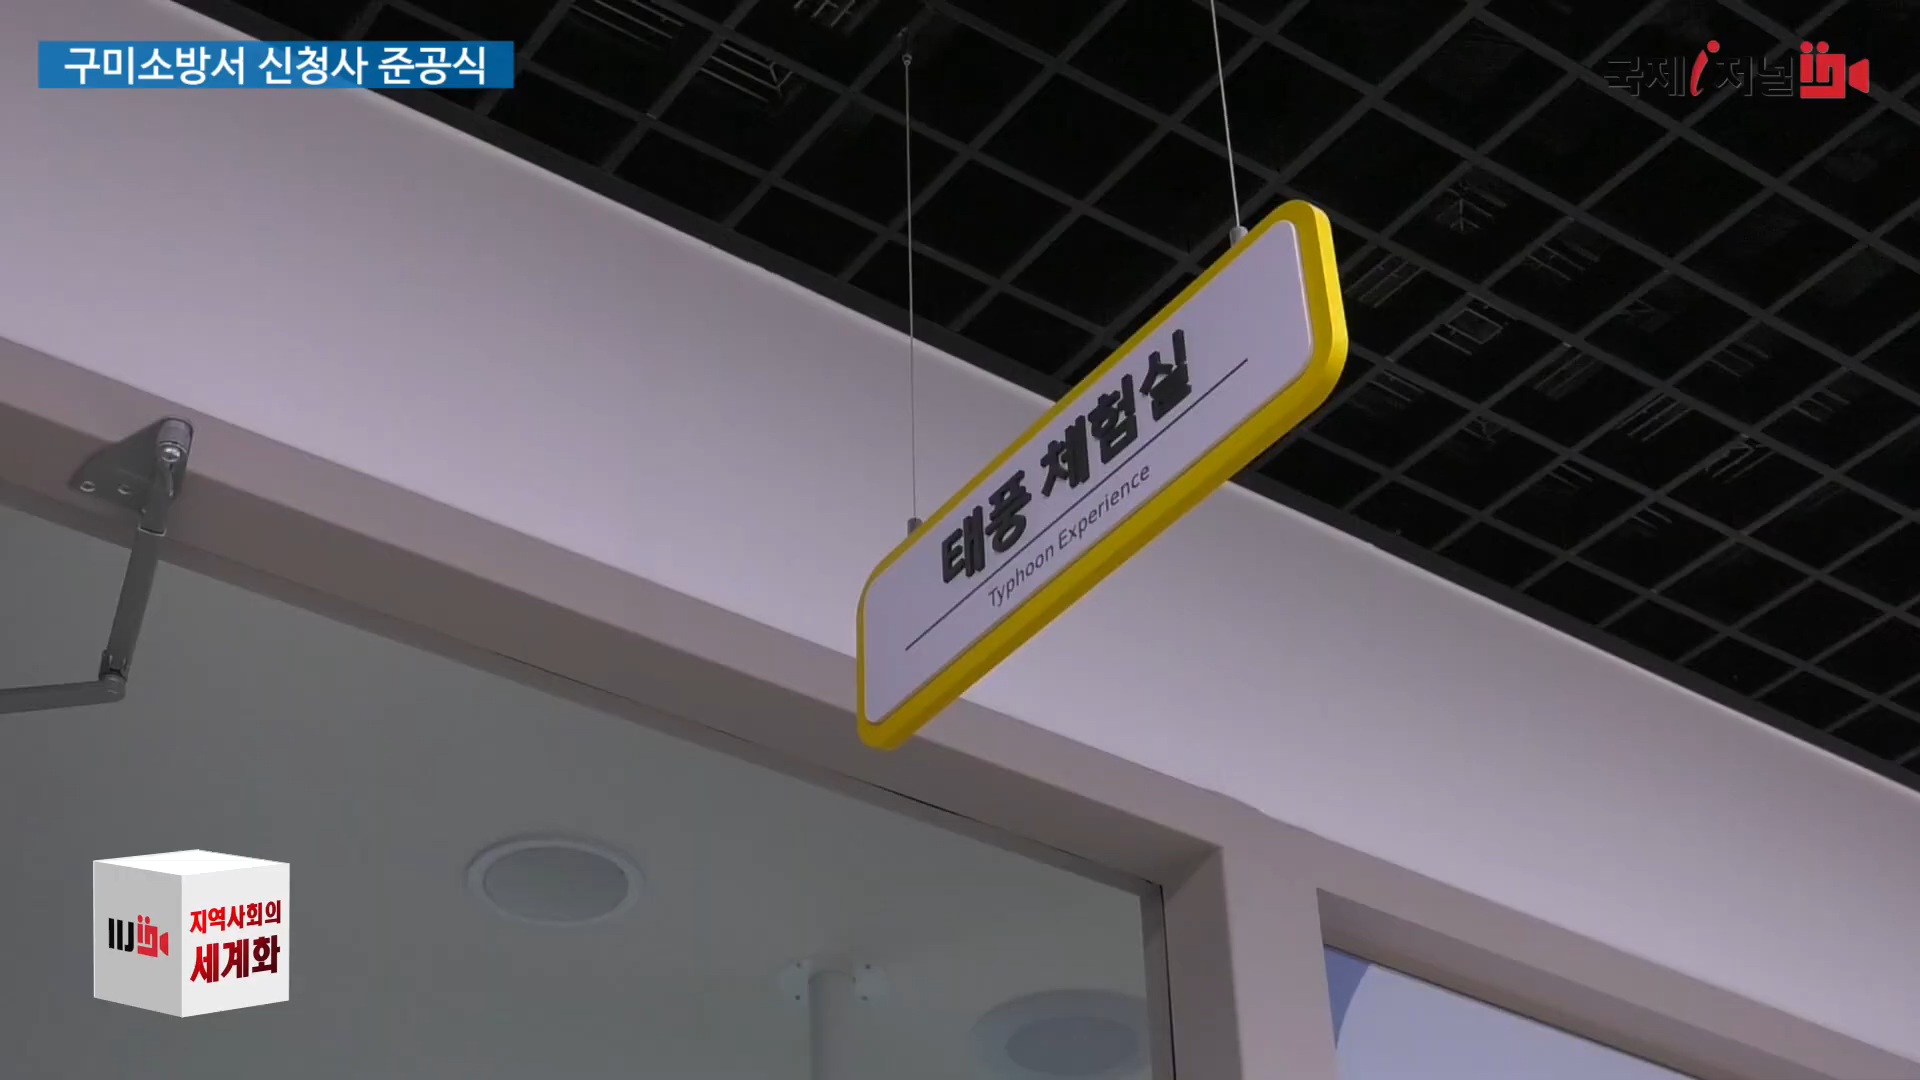 구미소방서 신청사 준공식
국제i저널
태풍 체험실
Typhoon Experience
IIJ
지역사회의
세계화